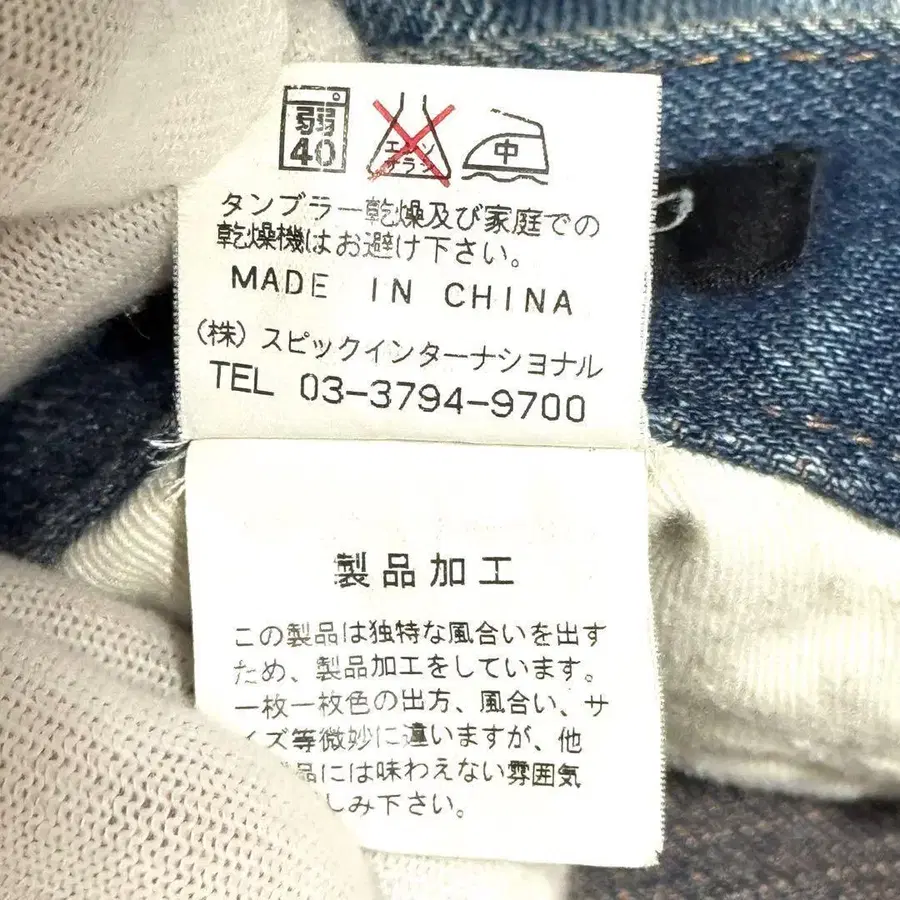 弱
40
エンソ
サラシ
中
タンブラー乾燥及び家庭での
乾燥機はお避け下さい。
MADE IN CHINA
(株)スピックインターナショナル
TEL 03-3794-9700
製品加工
この製品は独特な風合いを出す
ため、製品加工をしています。
一枚一枚色の出方、風合い、サ
イズ等微妙に違いますが、他
品には味わえない雰囲気
しみ下さい。